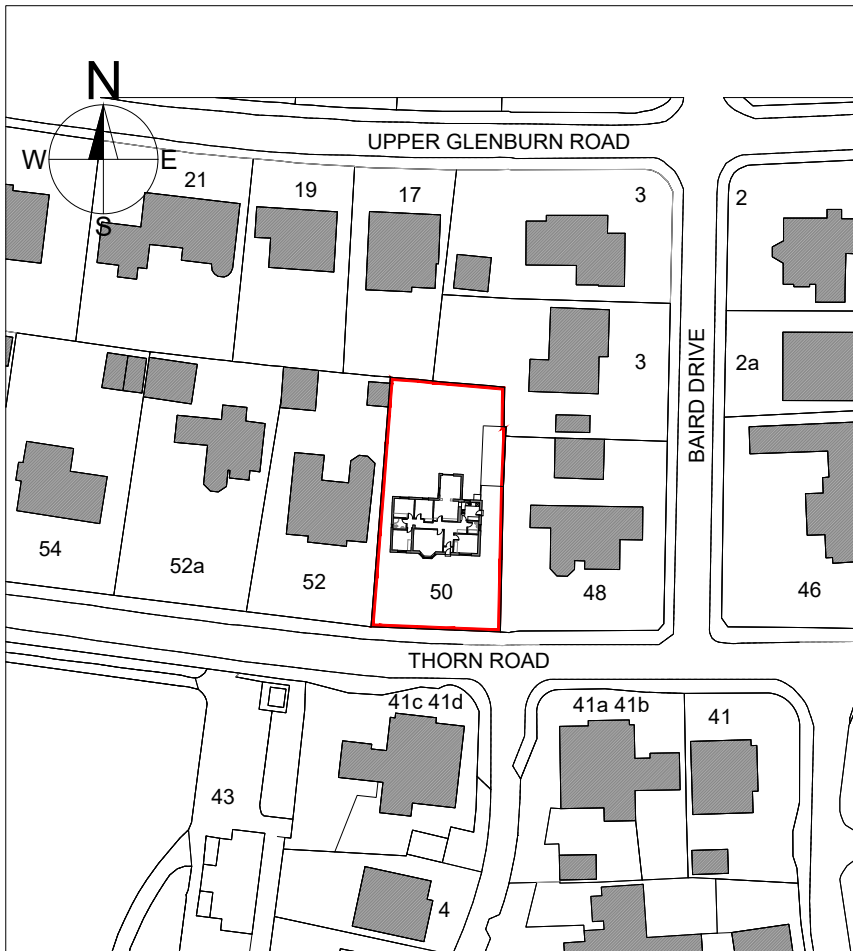 N
W
E
S
UPPER GLENBURN ROAD
21
19
17
3
2
3
2a
BAIRD DRIVE
54
52a
52
50
48
46
THORN ROAD
41c 41d
41a 41b
41
43
4